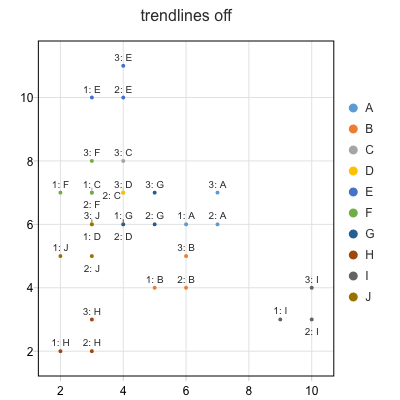 trendlines off
3: E
1: E 2: E
10
3: F 3: C
8
1: F 1: C 3: D 3: G 3: A
2: C
2: F
3: J 1: G 2: G 1: A 2: A
6
1: D 2: D
1: J 3: B
2: J
1: B 2: B 3: I
4
3: H 1: I
2: I
1: H 2: H
2
2 4 6 8 10
A
B
C
D
E
F
G
H
I
J